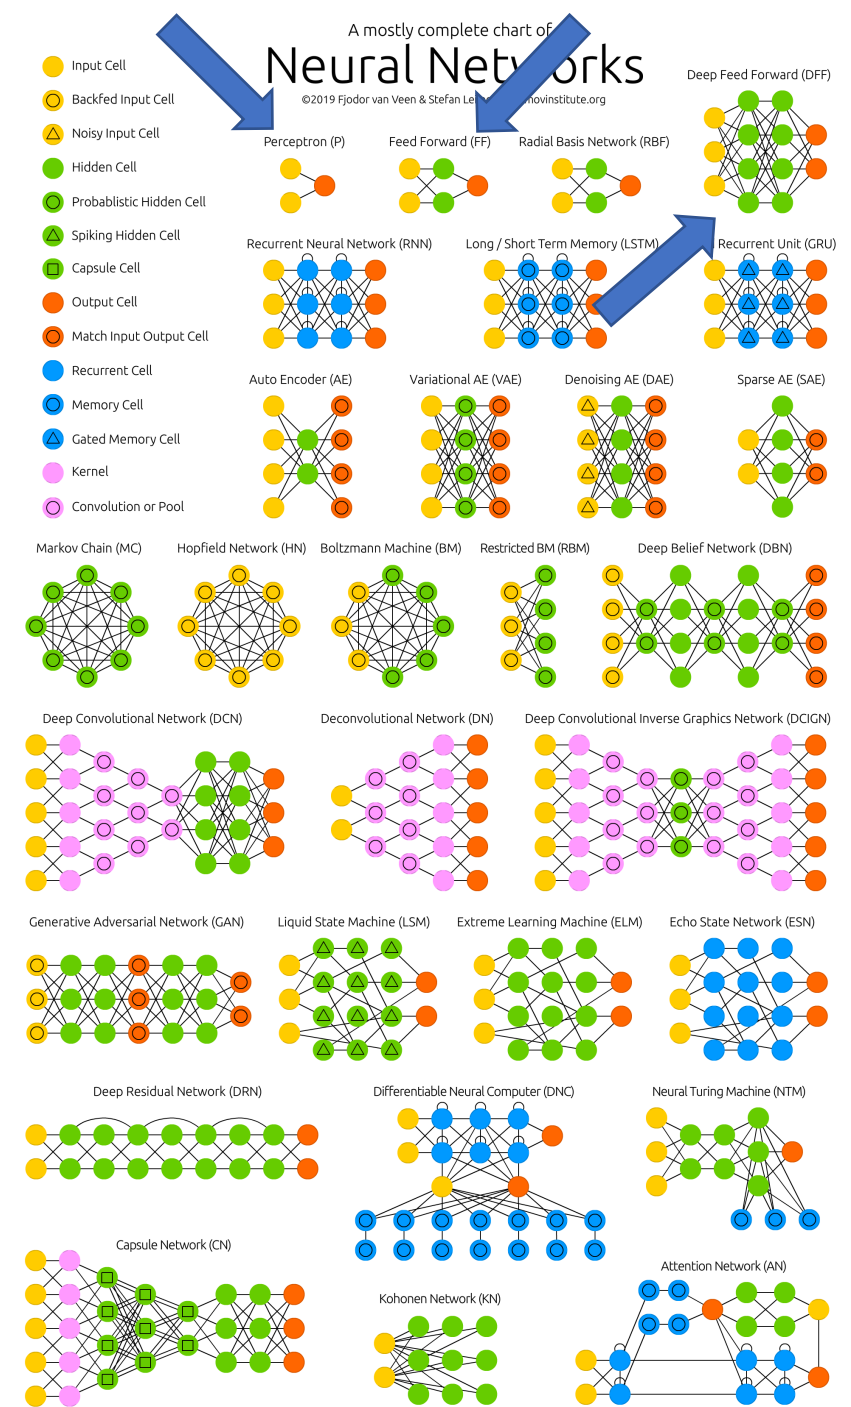 A mostly complete chart of
Neural Networks
©2019 Fjodor van Veen & Stefan novinstitute.org
Input Cell
Backfed Input Cell
Noisy Input Cell
Hidden Cell
Probablistic Hidden Cell
Spiking Hidden Cell
Capsule Cell
Output Cell
Match Input Output Cell
Recurrent Cell
Memory Cell
Gated Memory Cell
Kernel
Convolution or Pool
Deep Feed Forward (DFF)
Perceptron (P)
Feed Forward (FF)
Radial Basis Network (RBF)
Recurrent Neural Network (RNN)
Long / Short Term Memory (LSTM)
Recurrent Unit (GRU)
Auto Encoder (AE)
Variational AE (VAE)
Denoising AE (DAE)
Sparse AE (SAE)
Markov Chain (MC)
Hopfield Network (HN)
Boltzmann Machine (BM)
Restricted BM (RBM)
Deep Belief Network (DBN)
Deep Convolutional Network (DCN)
Deconvolutional Network (DN)
Deep Convolutional Inverse Graphics Network (DCIGN)
Generative Adversarial Network (GAN)
Liquid State Machine (LSM)
Extreme Learning Machine (ELM)
Echo State Network (ESN)
Deep Residual Network (DRN)
Differentiable Neural Computer (DNC)
Neural Turing Machine (NTM)
Capsule Network (CN)
Kohonen Network (KN)
Attention Network (AN)